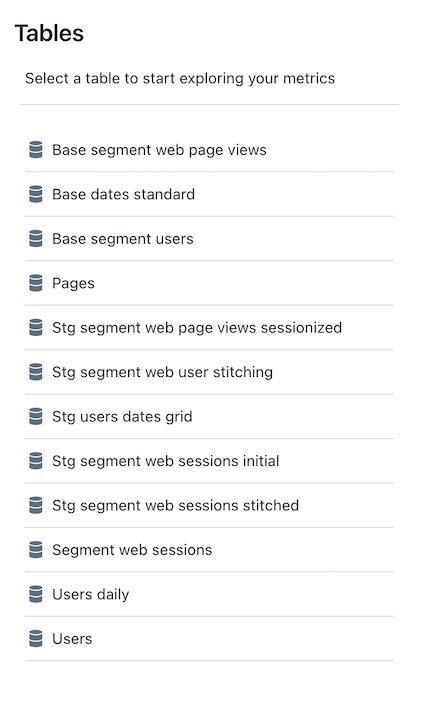 Tables
Select a table to start exploring your metrics
Base segment web page views
Base dates standard
Base segment users
Pages
Stg segment web page views sessionized
Stg segment web user stitching
Stg users dates grid
Stg segment web sessions initial
Stg segment web sessions stitched
Segment web sessions
Users daily
Users